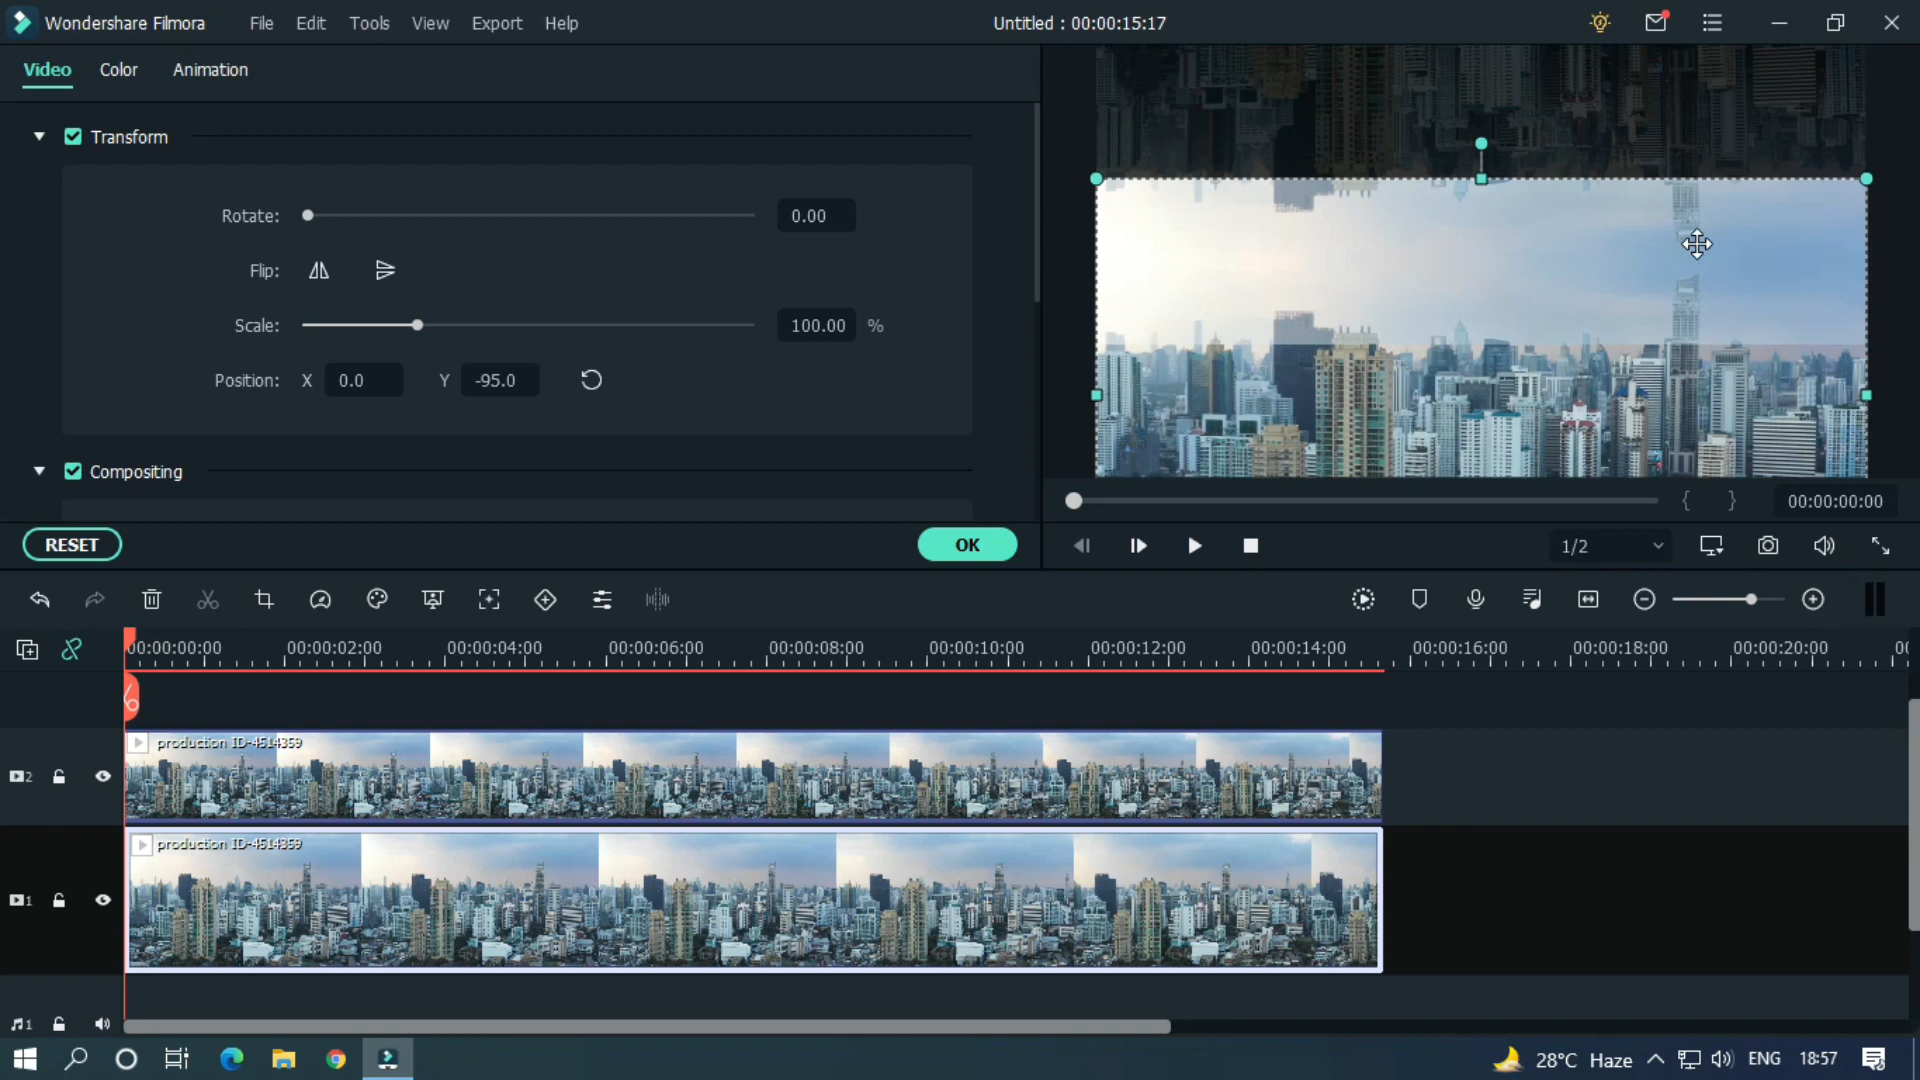 Wondershare Filmora File Edit Tools View Export Help Untitled : 00:00:15:17
Video Color Animation
Transform
Rotate: 0.00
Flip:
Scale: 100.00 %
Position: X 0.0 Y -95.0
Compositing
00:00:00:00
RESET OK
1/2
00:00:00:00 00:00:02:00 00:00:04:00 00:00:06:00 00:00:08:00 00:00:10:00 00:00:12:00 00:00:14:00 00:00:16:00 00:00:18:00 00:00:20:00
production ID-4514359
2
production ID-4514359
1
1
28°C Haze ENG 18:57